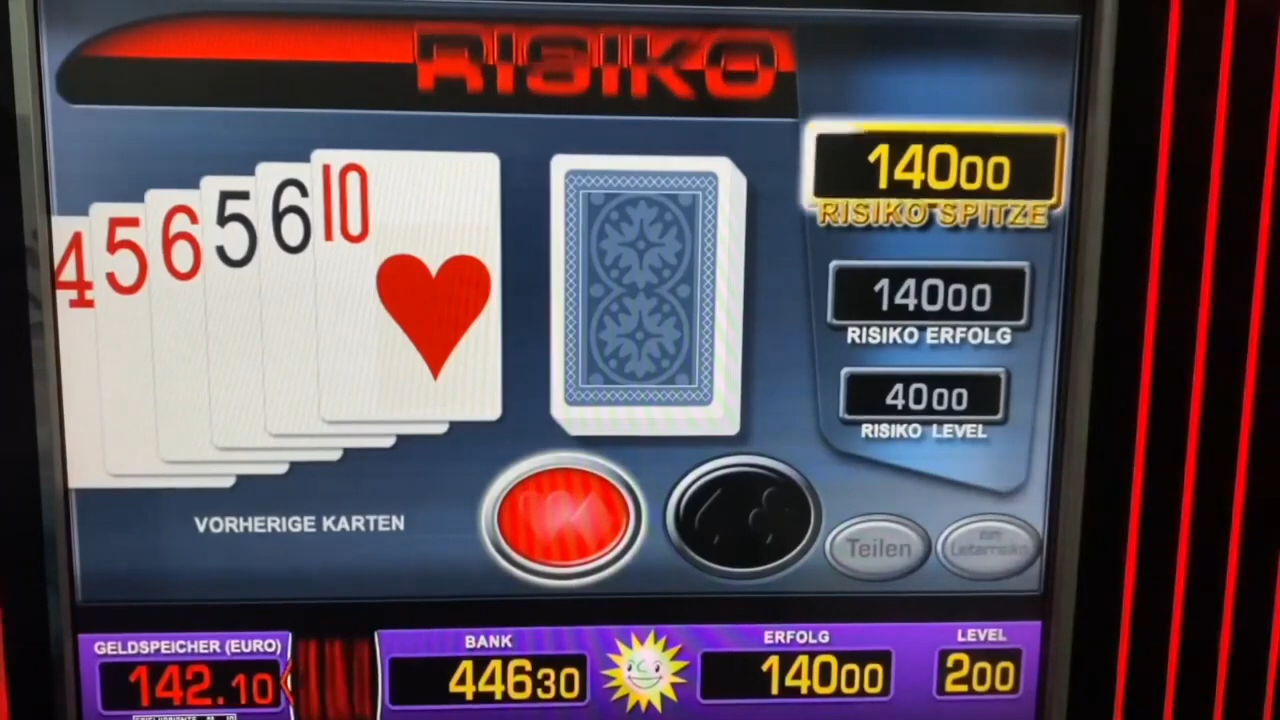 RISIKO
4 5 6 5 6 10
14000
RISIKO SPITZE
14000
RISIKO ERFOLG
4000
RISIKO LEVEL
VORHERIGE KARTEN
Teilen
GELDSPEICHER (EURO)
142.10
BANK
44630
ERFOLG
14000
LEVEL
200